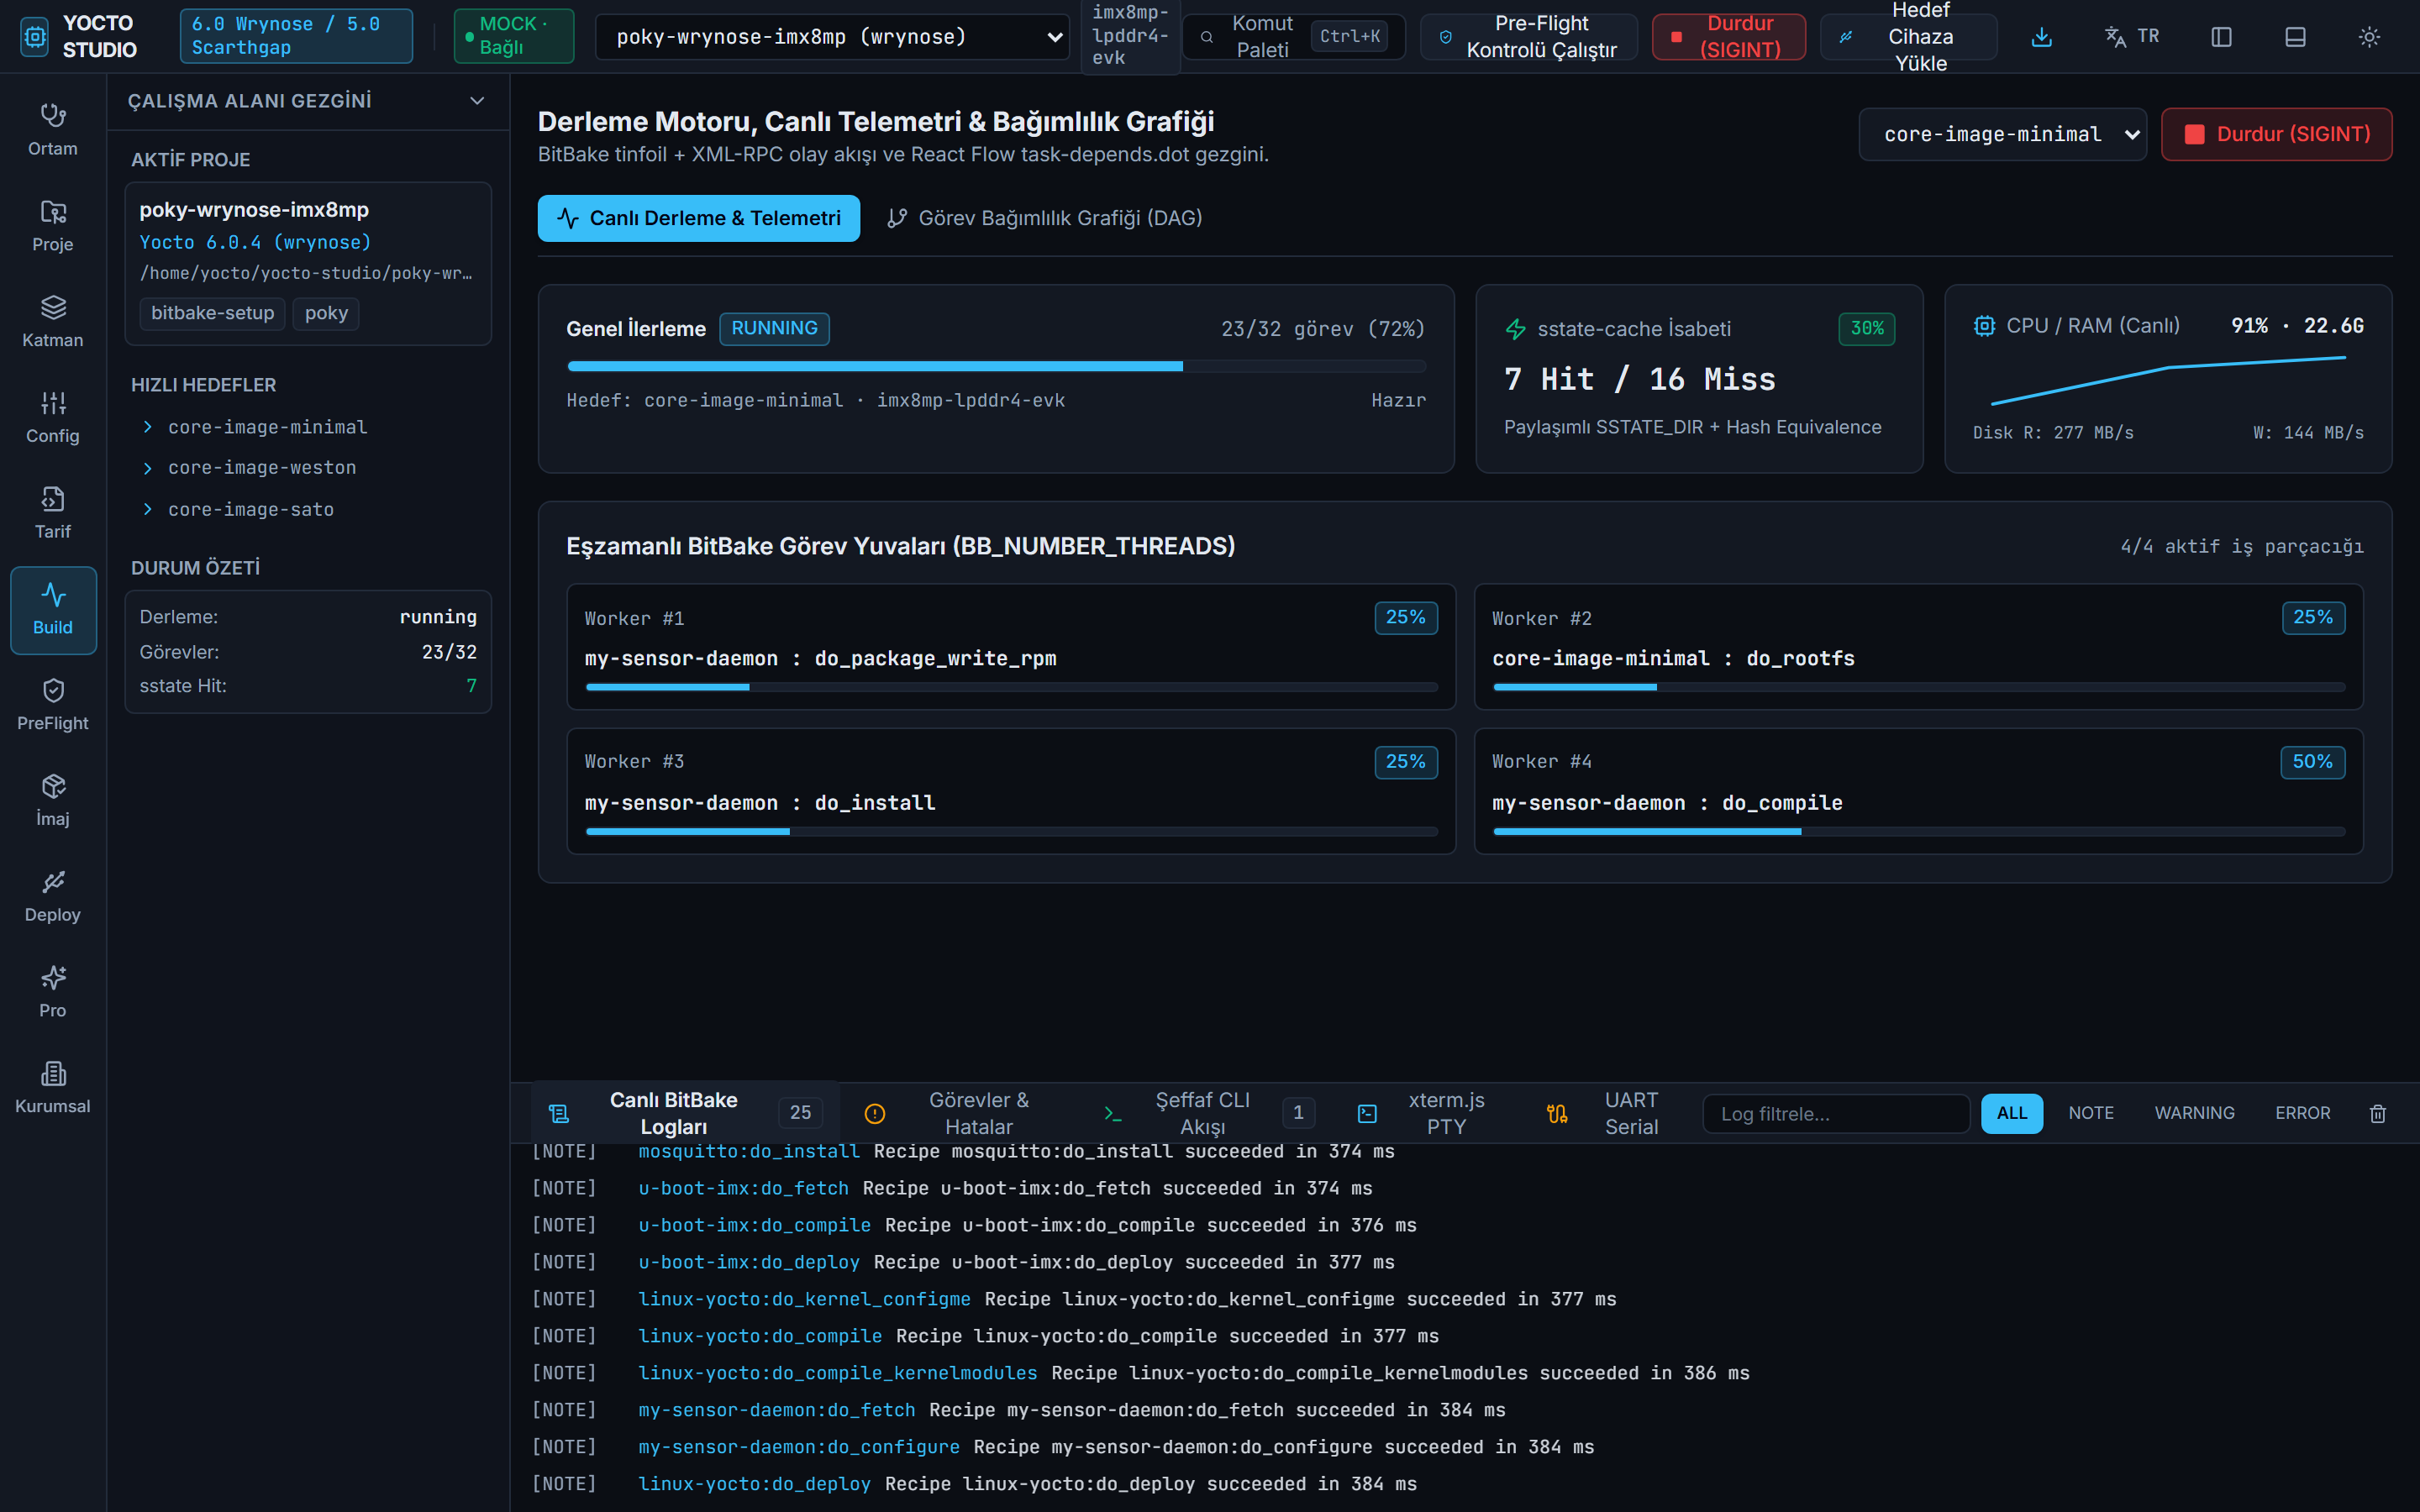 YOCTO
STUDIO
6.0 Wrynose / 5.0
Scarthgap
MOCK ·
Bağlı
poky-wrynose-imx8mp (wrynose)
imx8mp-
lpddr4-
evk
Komut
Paleti
Ctrl+K
Pre-Flight
Kontrolü Çalıştır
Durdur
(SIGINT)
Hedef
Cihaza
Yükle
TR
Ortam
Proje
Katman
Config
Tarif
Build
PreFlight
İmaj
Deploy
Pro
Kurumsal
ÇALIŞMA ALANI GEZGİNİ
AKTİF PROJE
poky-wrynose-imx8mp
Yocto 6.0.4 (wrynose)
/home/yocto/yocto-studio/poky-wr…
bitbake-setup
poky
HIZLI HEDEFLER
core-image-minimal
core-image-weston
core-image-sato
DURUM ÖZETİ
Derleme: running
Görevler: 23/32
sstate Hit: 7
Derleme Motoru, Canlı Telemetri & Bağımlılık Grafiği
BitBake tinfoil + XML-RPC olay akışı ve React Flow task-depends.dot gezgini.
core-image-minimal
Durdur (SIGINT)
Canlı Derleme & Telemetri
Görev Bağımlılık Grafiği (DAG)
Genel İlerleme RUNNING 23/32 görev (72%)
Hedef: core-image-minimal · imx8mp-lpddr4-evk Hazır
sstate-cache İsabeti 30%
7 Hit / 16 Miss
Paylaşımlı SSTATE_DIR + Hash Equivalence
CPU / RAM (Canlı) 91% · 22.6G
Disk R: 277 MB/s W: 144 MB/s
Eşzamanlı BitBake Görev Yuvaları (BB_NUMBER_THREADS) 4/4 aktif iş parçacığı
Worker #1 25%
my-sensor-daemon : do_package_write_rpm
Worker #2 25%
core-image-minimal : do_rootfs
Worker #3 25%
my-sensor-daemon : do_install
Worker #4 50%
my-sensor-daemon : do_compile
Canlı BitBake
Logları
25
Görevler &
Hatalar
Şeffaf CLI
Akışı
1
xterm.js
PTY
UART
Serial
Log filtrele...
ALL
NOTE
WARNING
ERROR
[NOTE] mosquitto:do_install Recipe mosquitto:do_install succeeded in 374 ms
[NOTE] u-boot-imx:do_fetch Recipe u-boot-imx:do_fetch succeeded in 374 ms
[NOTE] u-boot-imx:do_compile Recipe u-boot-imx:do_compile succeeded in 376 ms
[NOTE] u-boot-imx:do_deploy Recipe u-boot-imx:do_deploy succeeded in 377 ms
[NOTE] linux-yocto:do_kernel_configme Recipe linux-yocto:do_kernel_configme succeeded in 377 ms
[NOTE] linux-yocto:do_compile Recipe linux-yocto:do_compile succeeded in 377 ms
[NOTE] linux-yocto:do_compile_kernelmodules Recipe linux-yocto:do_compile_kernelmodules succeeded in 386 ms
[NOTE] my-sensor-daemon:do_fetch Recipe my-sensor-daemon:do_fetch succeeded in 384 ms
[NOTE] my-sensor-daemon:do_configure Recipe my-sensor-daemon:do_configure succeeded in 384 ms
[NOTE] linux-yocto:do_deploy Recipe linux-yocto:do_deploy succeeded in 384 ms